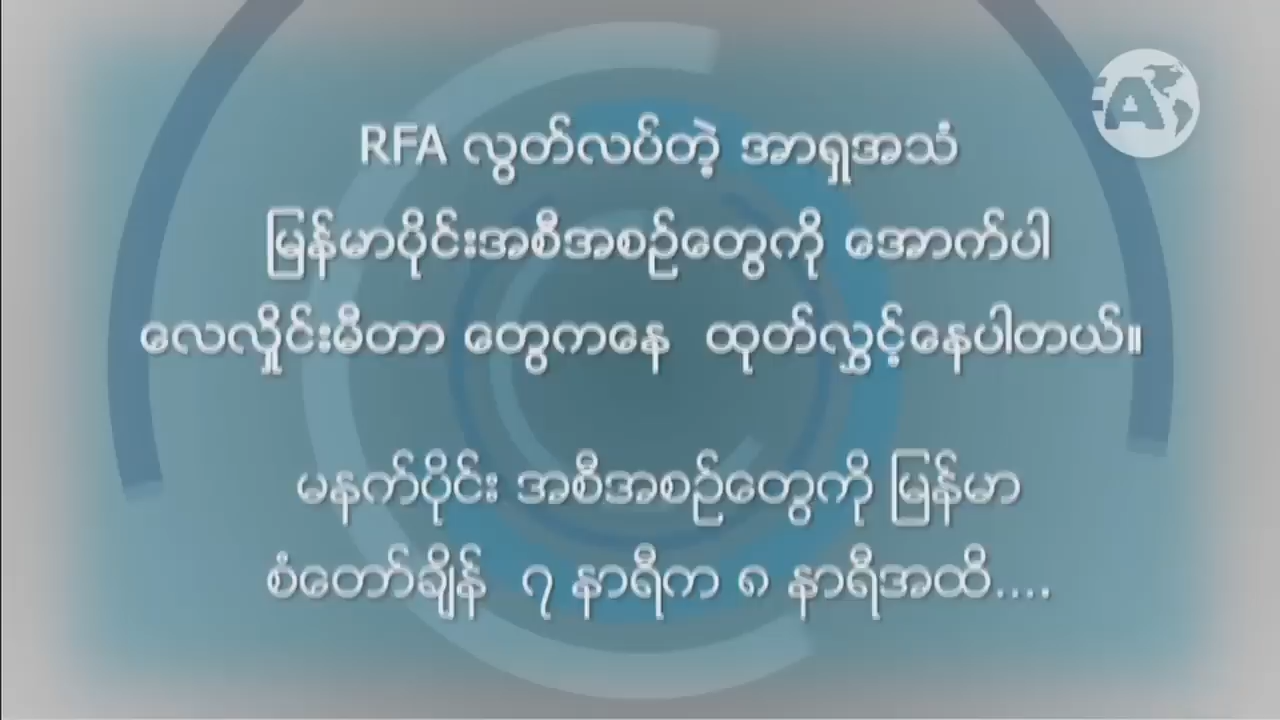 RFA လွတ်လပ်တဲ့ အာရှအသံ
မြန်မာပိုင်းအစီအစဉ်တွေကို အောက်ပါ
လေလှိုင်းမီတာ တွေကနေ ထုတ်လွှင့်နေပါတယ်။
မနက်ပိုင်း အစီအစဉ်တွေကို မြန်မာ
စံတော်ချိန် ၇ နာရီက ၈ နာရီအထိ....